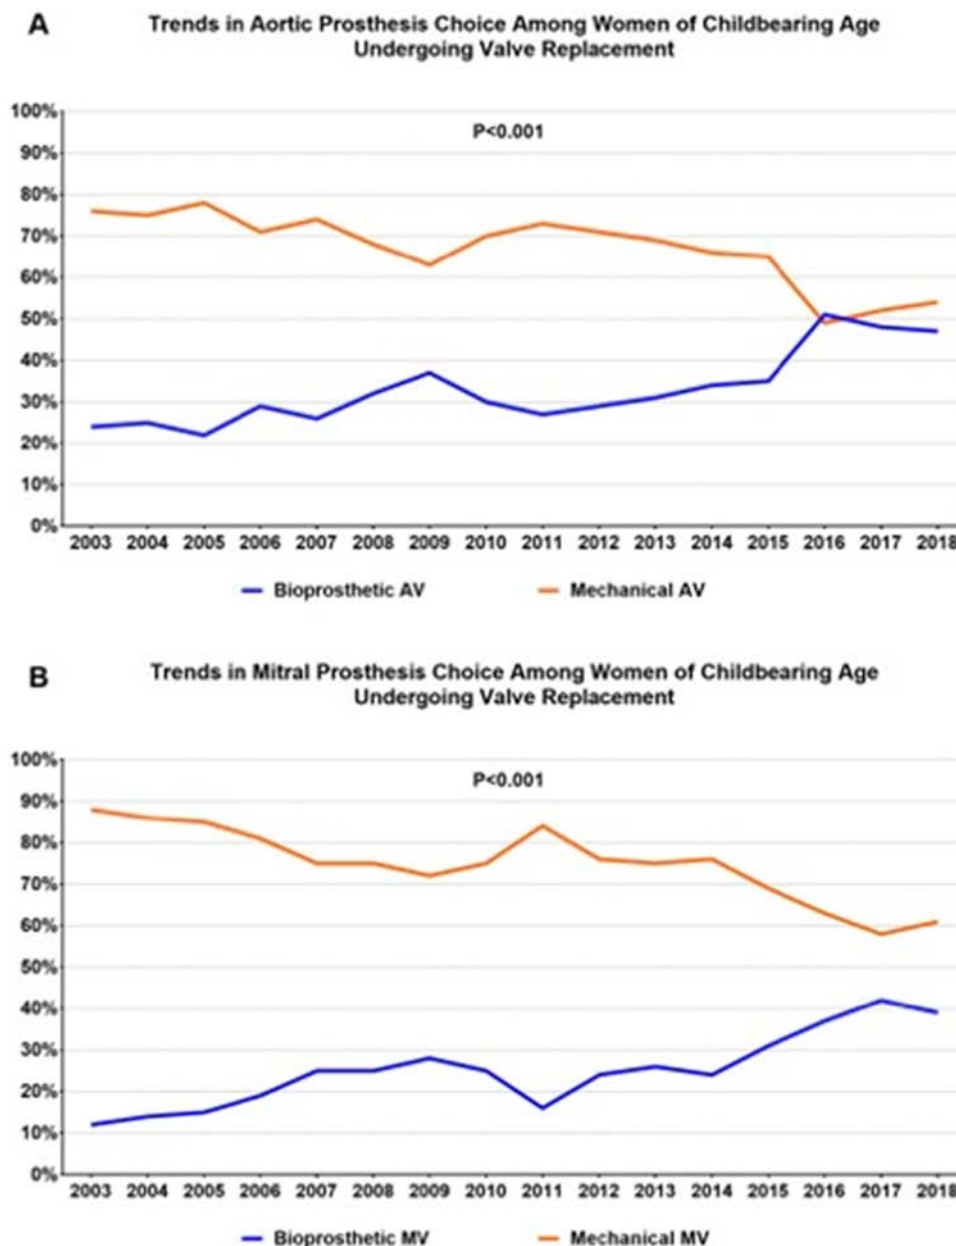 A
Trends in Aortic Prosthesis Choice Among Women of Childbearing Age
Undergoing Valve Replacement
100%
P<0.001
90%
80%
70%
60%
50%
40%
30%
20%
10%
0%
2003 2004 2005 2006 2007 2008 2009 2010 2011 2012 2013 2014 2015 2016 2017 2018
Bioprosthetic AV Mechanical AV
B
Trends in Mitral Prosthesis Choice Among Women of Childbearing Age
Undergoing Valve Replacement
100%
P<0.001
90%
80%
70%
60%
50%
40%
30%
20%
10%
0%
2003 2004 2005 2006 2007 2008 2009 2010 2011 2012 2013 2014 2015 2016 2017 2018
Bioprosthetic MV Mechanical MV